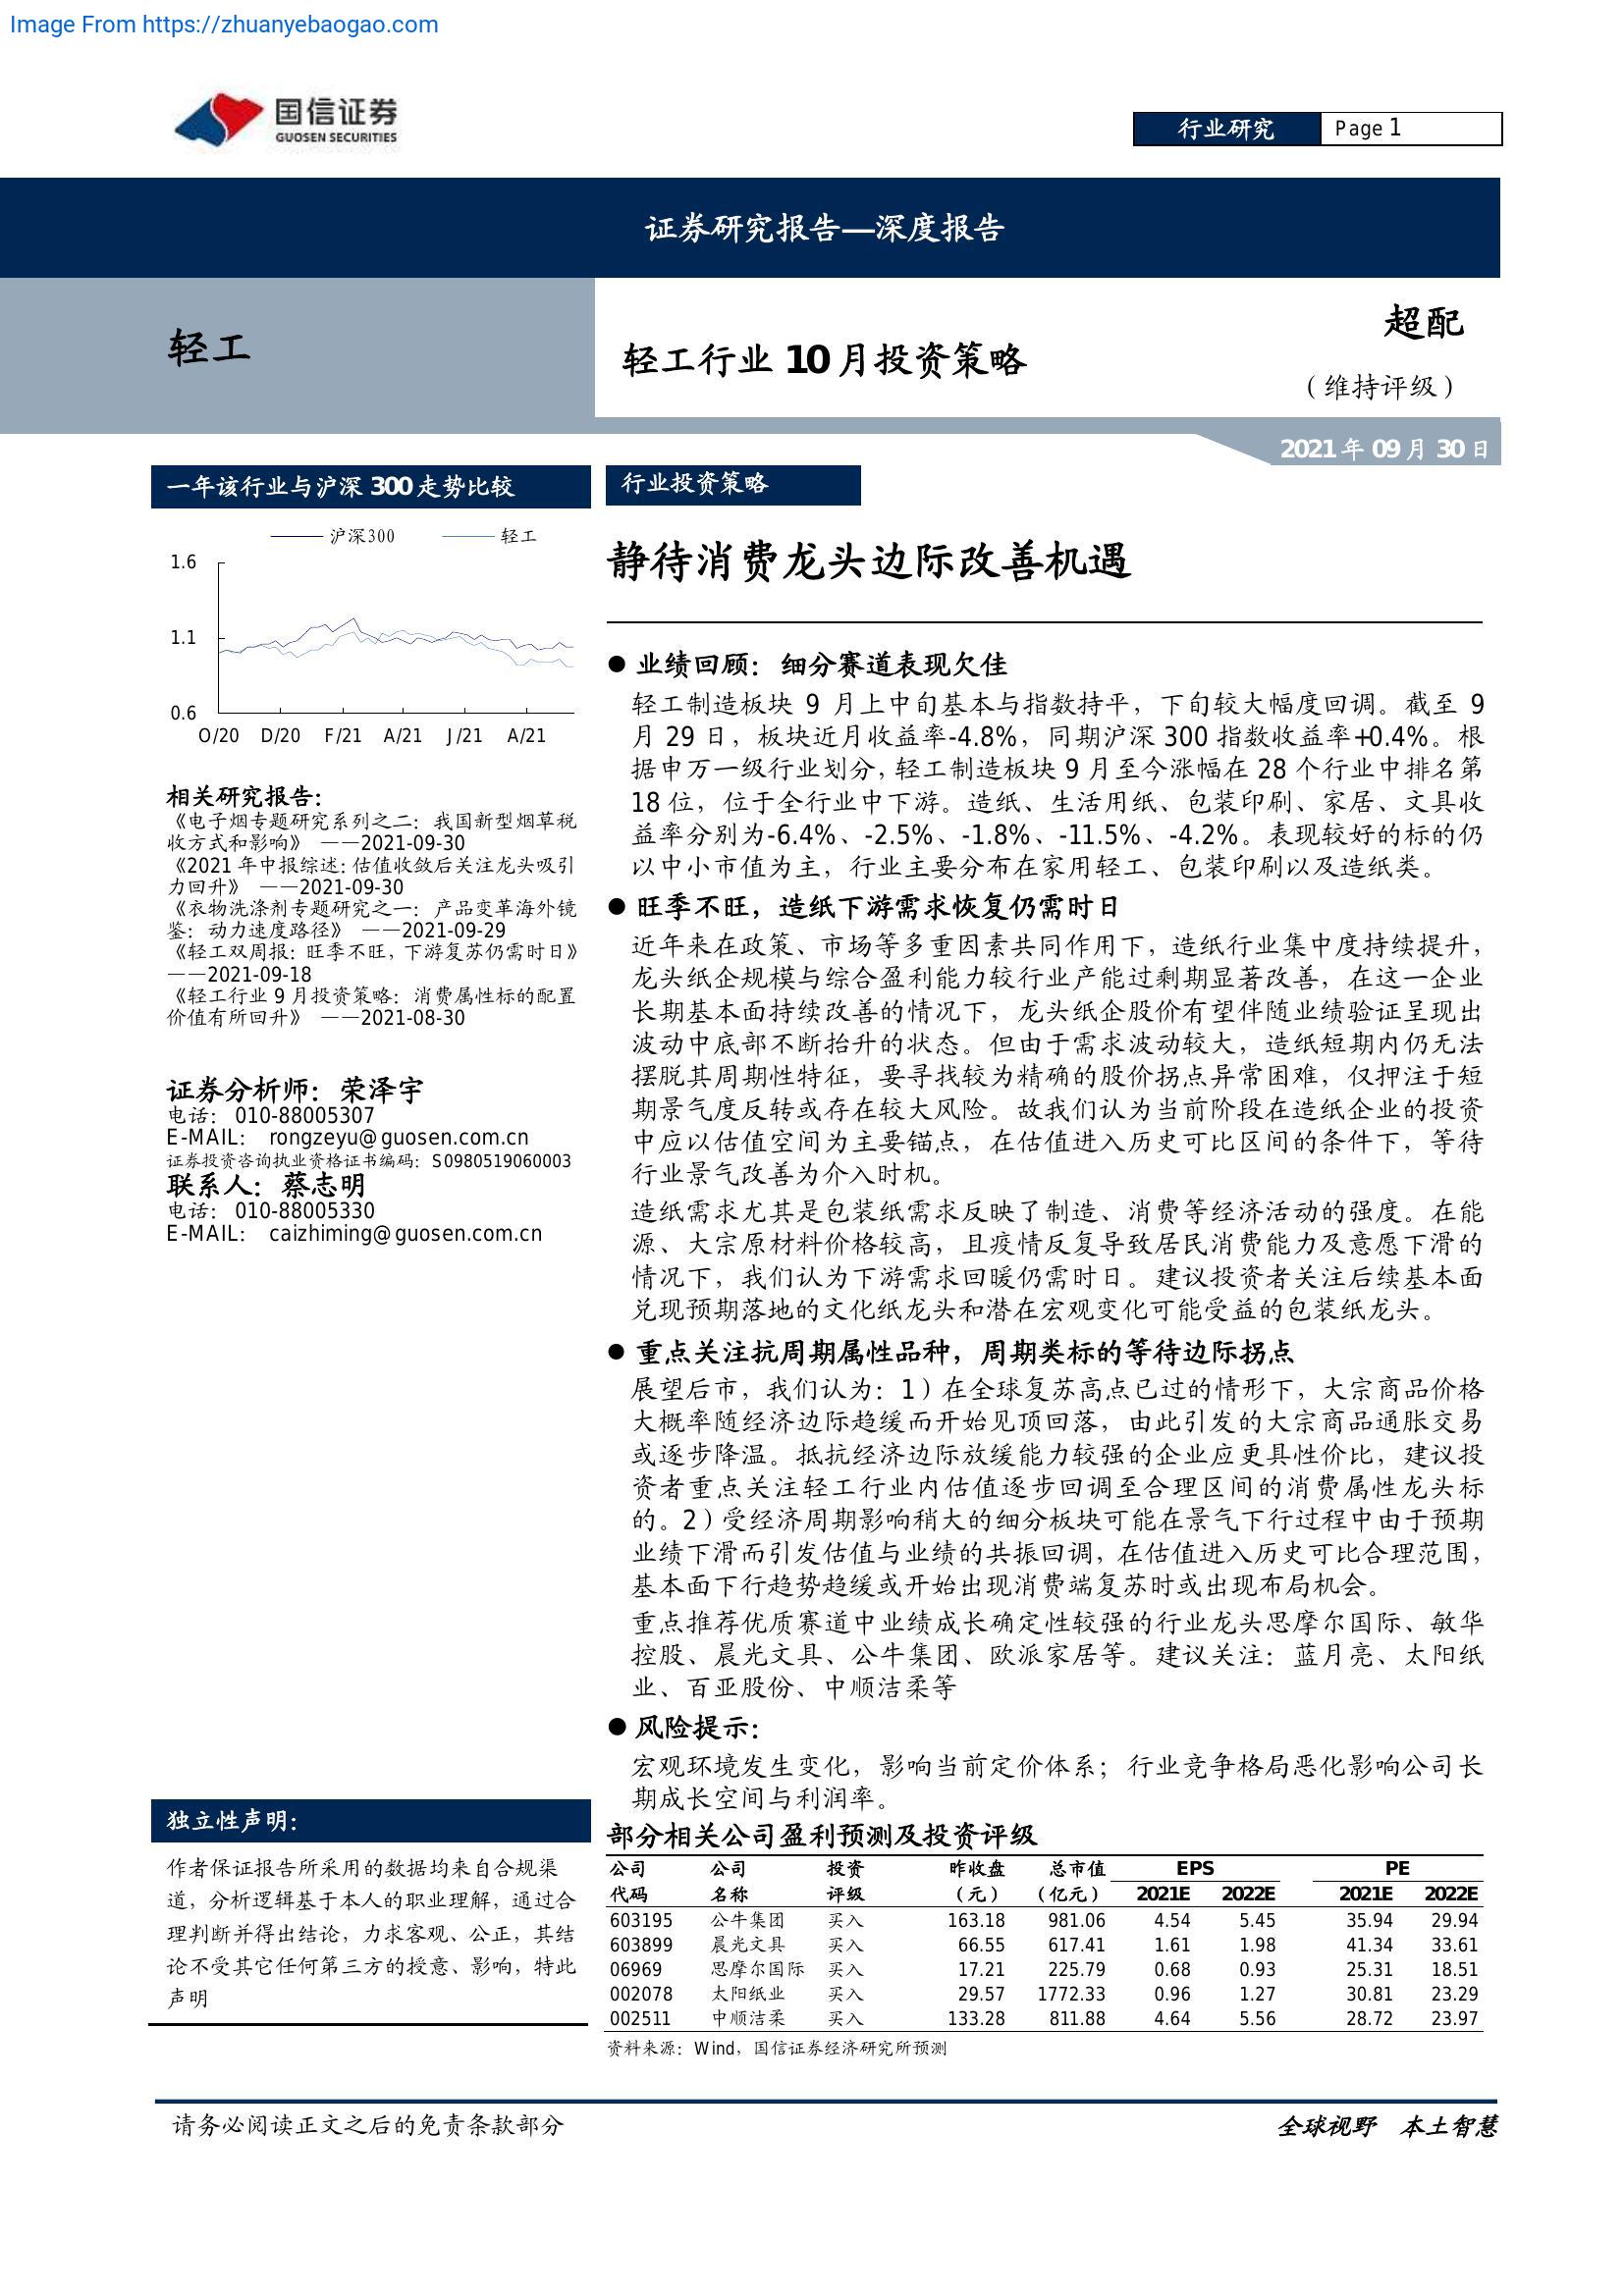 Image From https://zhuanyebaogao.com
国信证券
GUOSEN SECURITIES
行业研究 Page 1
证券研究报告—深度报告
轻工
轻工行业 10 月投资策略
超配
（维持评级）
2021 年 09 月 30 日
一年该行业与沪深 300 走势比较
沪深300 轻工
1.6
1.1
0.6
O/20 D/20 F/21 A/21 J/21 A/21
相关研究报告：
《电子烟专题研究系列之二：我国新型烟草税
收方式和影响》 ——2021-09-30
《2021 年中报综述：估值收敛后关注龙头吸引
力回升》 ——2021-09-30
《衣物洗涤剂专题研究之一：产品变革海外镜
鉴：动力速度路径》 ——2021-09-29
《轻工双周报：旺季不旺，下游复苏仍需时日》
——2021-09-18
《轻工行业 9 月投资策略：消费属性标的配置
价值有所回升》 ——2021-08-30
证券分析师：荣泽宇
电话： 010-88005307
E-MAIL： rongzeyu@guosen.com.cn
证券投资咨询执业资格证书编码：S0980519060003
联系人：蔡志明
电话： 010-88005330
E-MAIL： caizhiming@guosen.com.cn
独立性声明：
作者保证报告所采用的数据均来自合规渠
道，分析逻辑基于本人的职业理解，通过合
理判断并得出结论，力求客观、公正，其结
论不受其它任何第三方的授意、影响，特此
声明
行业投资策略
静待消费龙头边际改善机遇
● 业绩回顾：细分赛道表现欠佳
轻工制造板块 9 月上中旬基本与指数持平，下旬较大幅度回调。截至 9
月 29 日，板块近月收益率-4.8%，同期沪深 300 指数收益率+0.4%。根
据申万一级行业划分，轻工制造板块 9 月至今涨幅在 28 个行业中排名第
18 位，位于全行业中下游。造纸、生活用纸、包装印刷、家居、文具收
益率分别为-6.4%、-2.5%、-1.8%、-11.5%、-4.2%。表现较好的标的仍
以中小市值为主，行业主要分布在家用轻工、包装印刷以及造纸类。
● 旺季不旺，造纸下游需求恢复仍需时日
近年来在政策、市场等多重因素共同作用下，造纸行业集中度持续提升，
龙头纸企规模与综合盈利能力较行业产能过剩期显著改善，在这一企业
长期基本面持续改善的情况下，龙头纸企股价有望伴随业绩验证呈现出
波动中底部不断抬升的状态。但由于需求波动较大，造纸短期内仍无法
摆脱其周期性特征，要寻找较为精确的股价拐点异常困难，仅押注于短
期景气度反转或存在较大风险。故我们认为当前阶段在造纸企业的投资
中应以估值空间为主要锚点，在估值进入历史可比区间的条件下，等待
行业景气改善为介入时机。
造纸需求尤其是包装纸需求反映了制造、消费等经济活动的强度。在能
源、大宗原材料价格较高，且疫情反复导致居民消费能力及意愿下滑的
情况下，我们认为下游需求回暖仍需时日。建议投资者关注后续基本面
兑现预期落地的文化纸龙头和潜在宏观变化可能受益的包装纸龙头。
● 重点关注抗周期属性品种，周期类标的等待边际拐点
展望后市，我们认为：1）在全球复苏高点已过的情形下，大宗商品价格
大概率随经济边际趋缓而开始见顶回落，由此引发的大宗商品通胀交易
或逐步降温。抵抗经济边际放缓能力较强的企业应更具性价比，建议投
资者重点关注轻工行业内估值逐步回调至合理区间的消费属性龙头标
的。2）受经济周期影响稍大的细分板块可能在景气下行过程中由于预期
业绩下滑而引发估值与业绩的共振回调，在估值进入历史可比合理范围，
基本面下行趋势趋缓或开始出现消费端复苏时或出现布局机会。
重点推荐优质赛道中业绩成长确定性较强的行业龙头思摩尔国际、敏华
控股、晨光文具、公牛集团、欧派家居等。建议关注：蓝月亮、太阳纸
业、百亚股份、中顺洁柔等
● 风险提示：
宏观环境发生变化，影响当前定价体系；行业竞争格局恶化影响公司长
期成长空间与利润率。
部分相关公司盈利预测及投资评级
公司 公司 投资 昨收盘 总市值 EPS PE
代码 名称 评级 （元） （亿元） 2021E 2022E 2021E 2022E
603195 公牛集团 买入 163.18 981.06 4.54 5.45 35.94 29.94
603899 晨光文具 买入 66.55 617.41 1.61 1.98 41.34 33.61
06969 思摩尔国际 买入 17.21 225.79 0.68 0.93 25.31 18.51
002078 太阳纸业 买入 29.57 1772.33 0.96 1.27 30.81 23.29
002511 中顺洁柔 买入 133.28 811.88 4.64 5.56 28.72 23.97
资料来源：Wind，国信证券经济研究所预测
请务必阅读正文之后的免责条款部分
全球视野 本土智慧